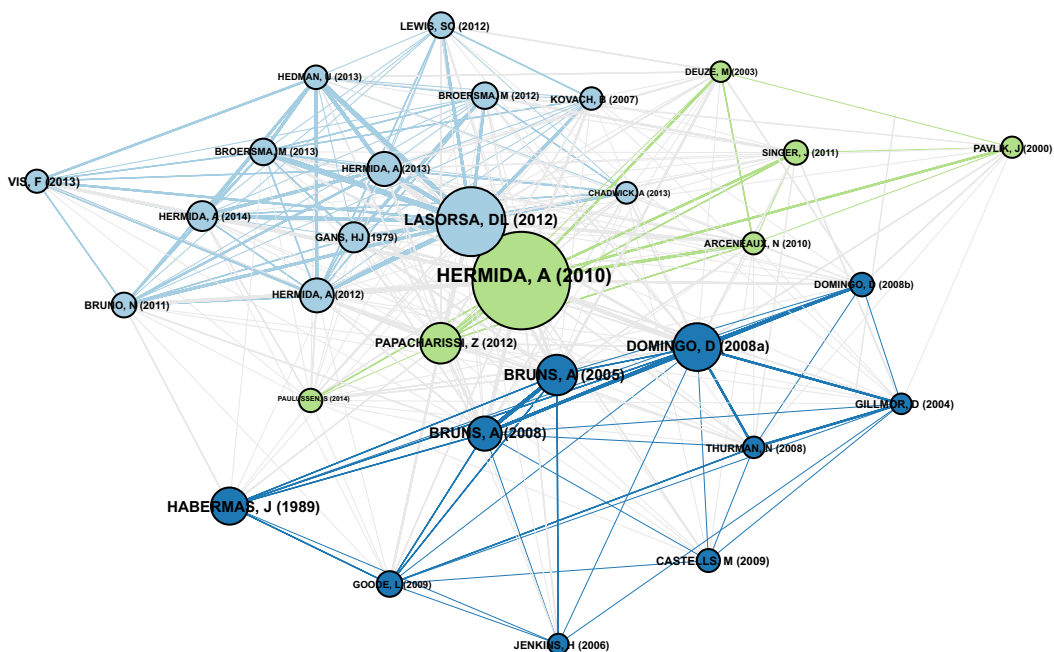 LEWIS, SC (2012)
DEUZE, M (2003)
HEDMAN, U (2013)
BROERSMA, M (2012)
KOVACH, B (2007)
PAVLIK, J (2000)
BROERSMA, M (2013)
SINGER, J (2011)
HERMIDA, A (2013)
VIS, F (2013)
CHADWICK, A (2013)
HERMIDA, A (2014)
LASORSA, DL (2012)
GANS, HJ (1979)
ARCENEAUX, N (2010)
HERMIDA, A (2010)
DOMINGO, D (2008b)
HERMIDA, A (2012)
BRUNO, N (2011)
PAPACHARISSI, Z (2012)
DOMINGO, D (2008a)
BRUNS, A (2005)
PAULUSSEN, S (2014)
GILLMOR, D (2004)
BRUNS, A (2008)
THURMAN, N (2008)
HABERMAS, J (1989)
CASTELLS, M (2009)
GOODE, L (2009)
JENKINS, H (2006)